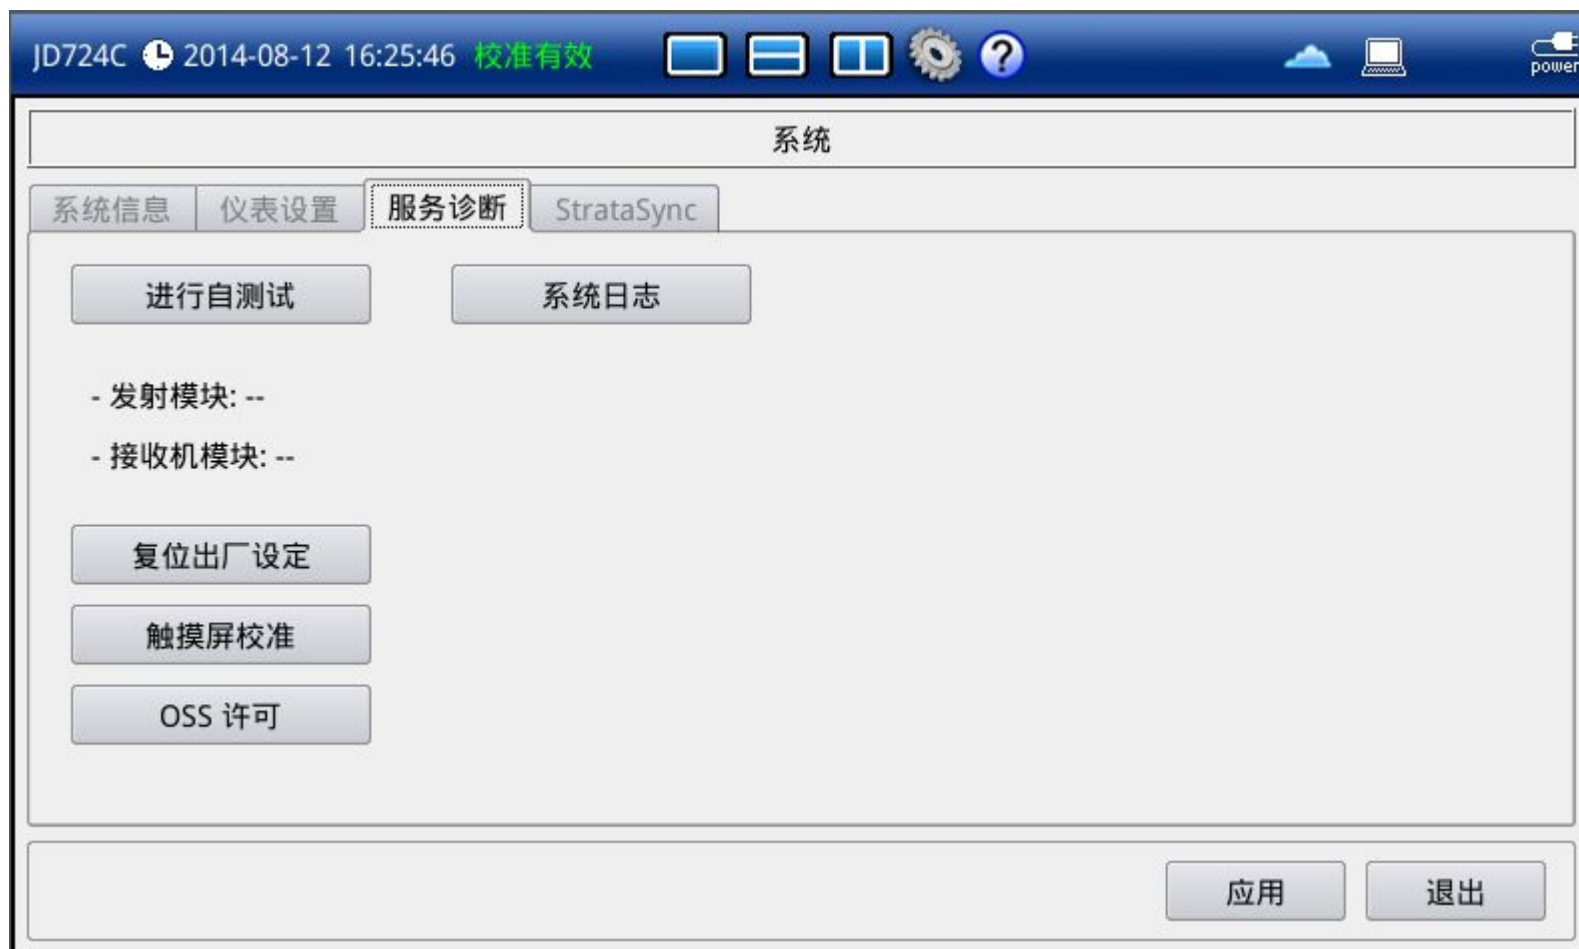 JD724C 2014-08-12 16:25:46 校准有效 ? power
系统
系统信息 仪表设置 服务诊断 StrataSync
进行自测试 系统日志
- 发射模块: --
- 接收机模块: --
复位出厂设定
触摸屏校准
OSS 许可
应用 退出